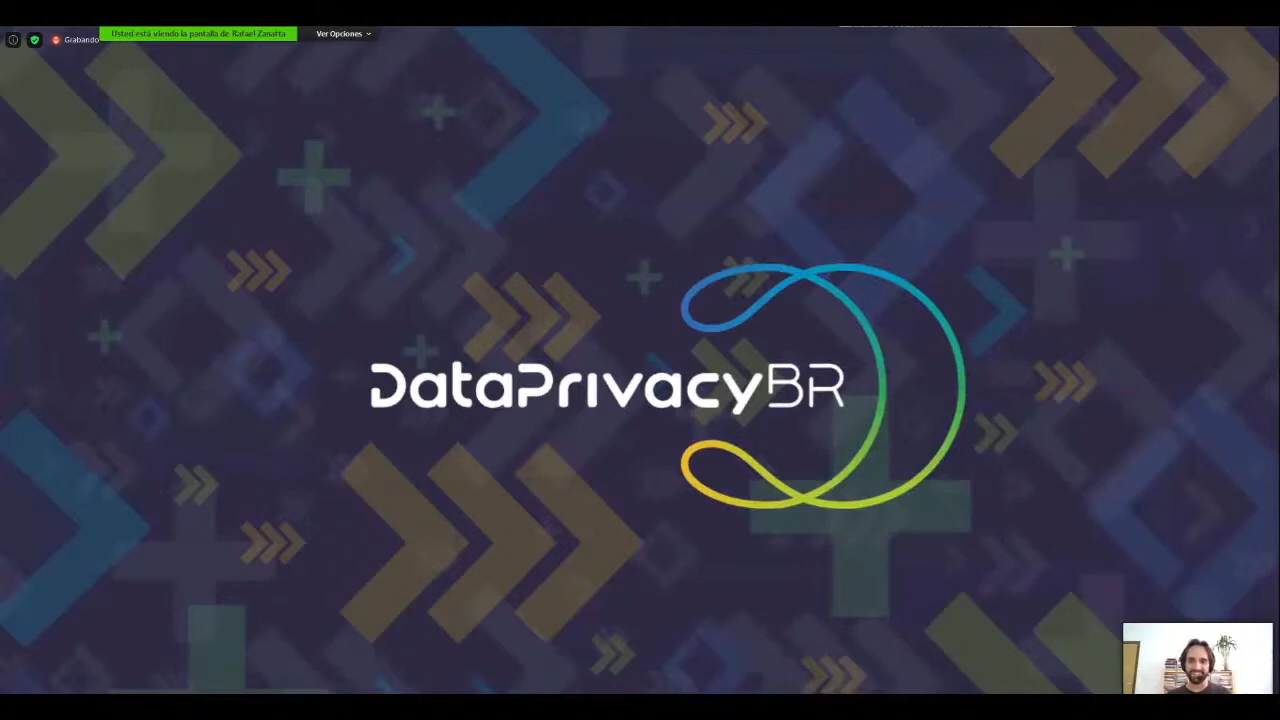 Grabando
Usted está viendo la pantalla de Rafael Zanatta
Ver Opciones
DataPrivacyBR